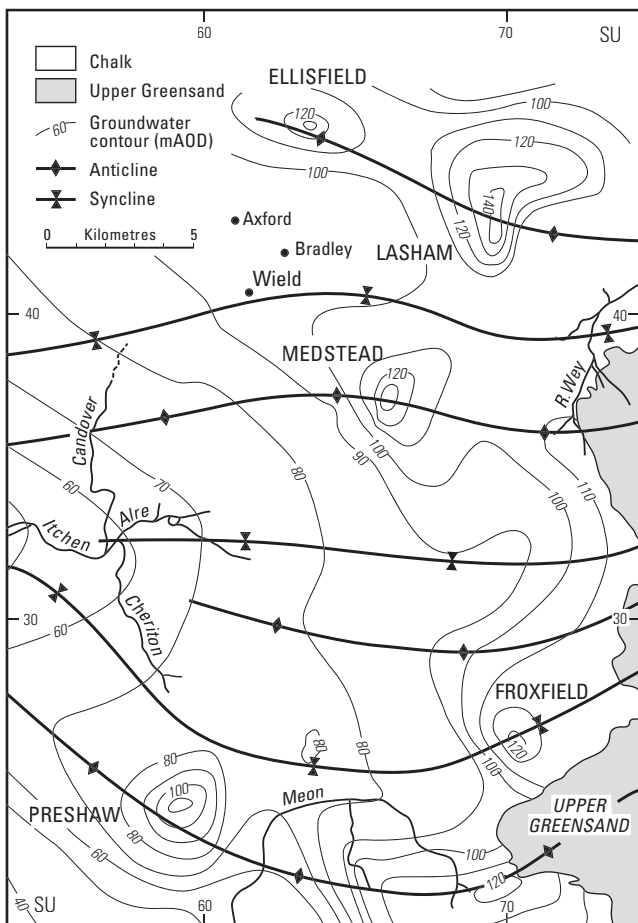 60
70
SU
Chalk
Upper Greensand
60
Groundwater
contour (mAOD)
Anticline
Syncline
0 Kilometres 5
ELLISFIELD
120
100
100
120
140
120
Axford
Bradley
LASHAM
Wield
40
40
MEDSTEAD
120
R.Wey
Candover
100
90
80
110
60
70
100
Alre
Itchen
Cheriton
30
30
60
FROXFIELD
120
80
80
80
100
100
Meon
PRESHAW
80
UPPER
GREENSAND
60
100
120
40
SU
60
70